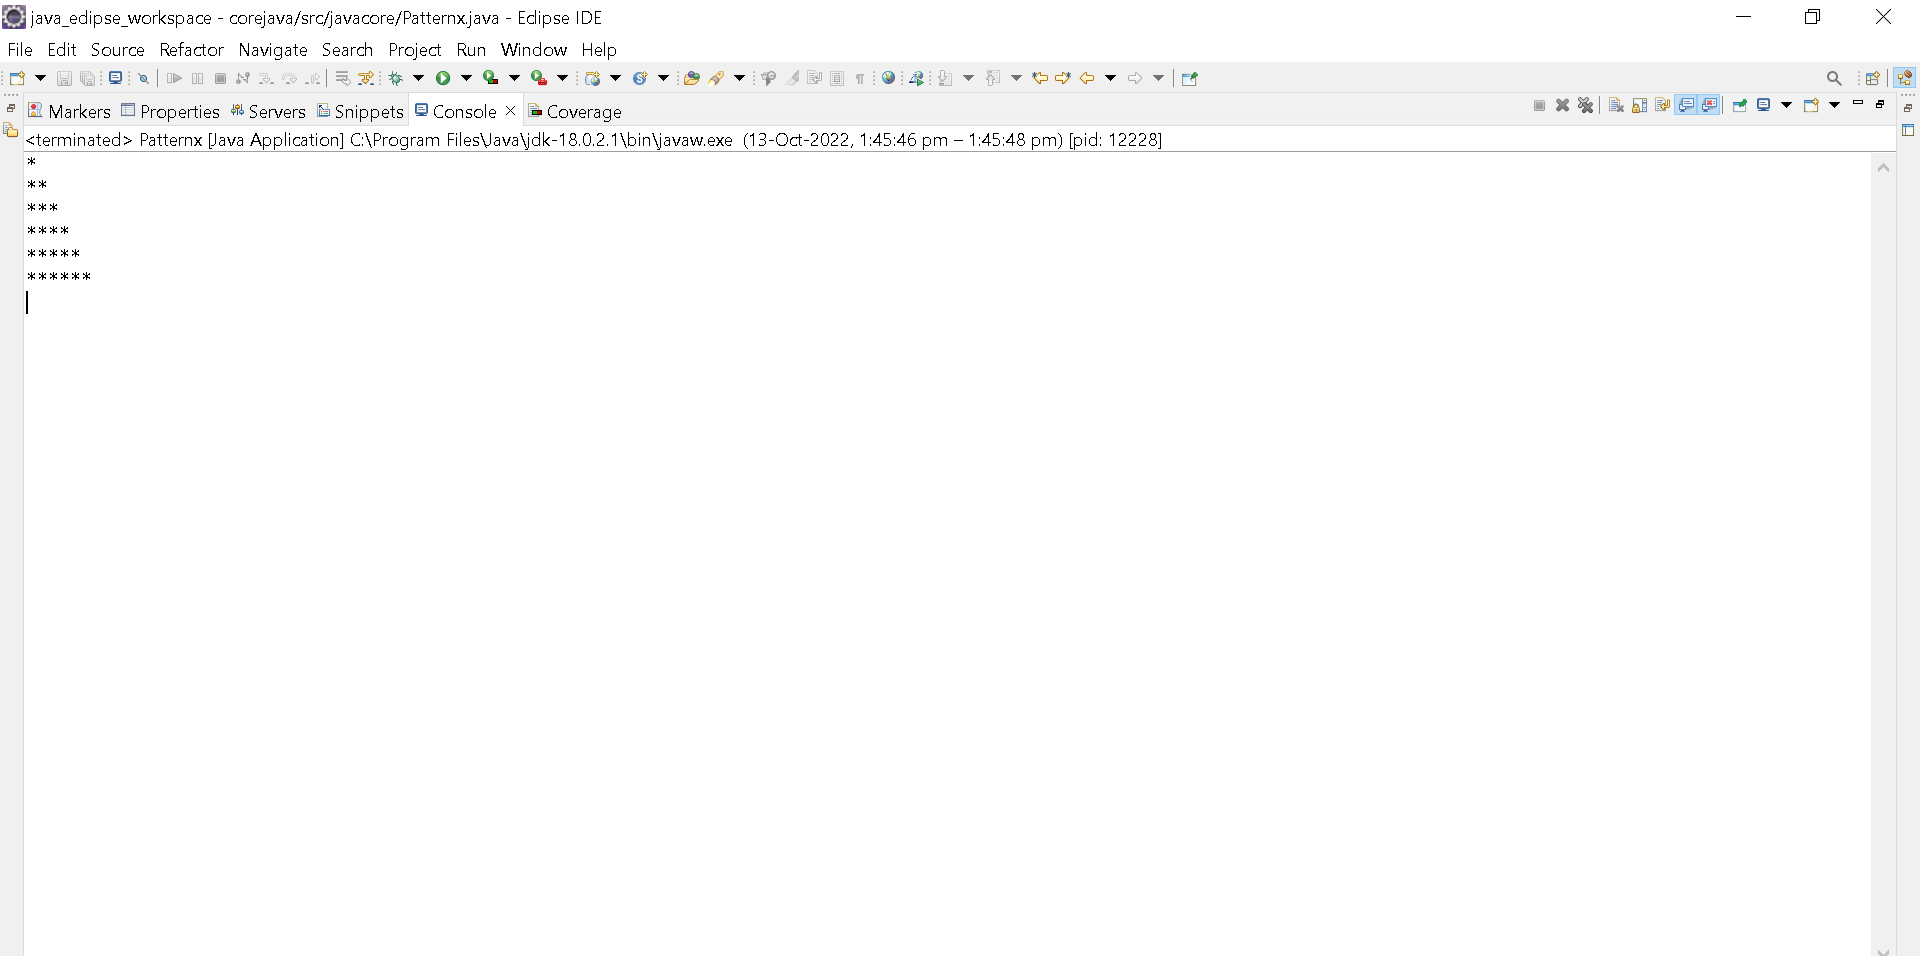 java_eclipse_workspace - corejava/src/javacore/Patternx.java - Eclipse IDE
File Edit Source Refactor Navigate Search Project Run Window Help
Markers Properties Servers Snippets Console Coverage
<terminated> Patternx [Java Application] C:\Program Files\Java\jdk-18.0.2.1\bin\javaw.exe (13-Oct-2022, 1:45:46 pm – 1:45:48 pm) [pid: 12228]
*
**
***
****
*****
******